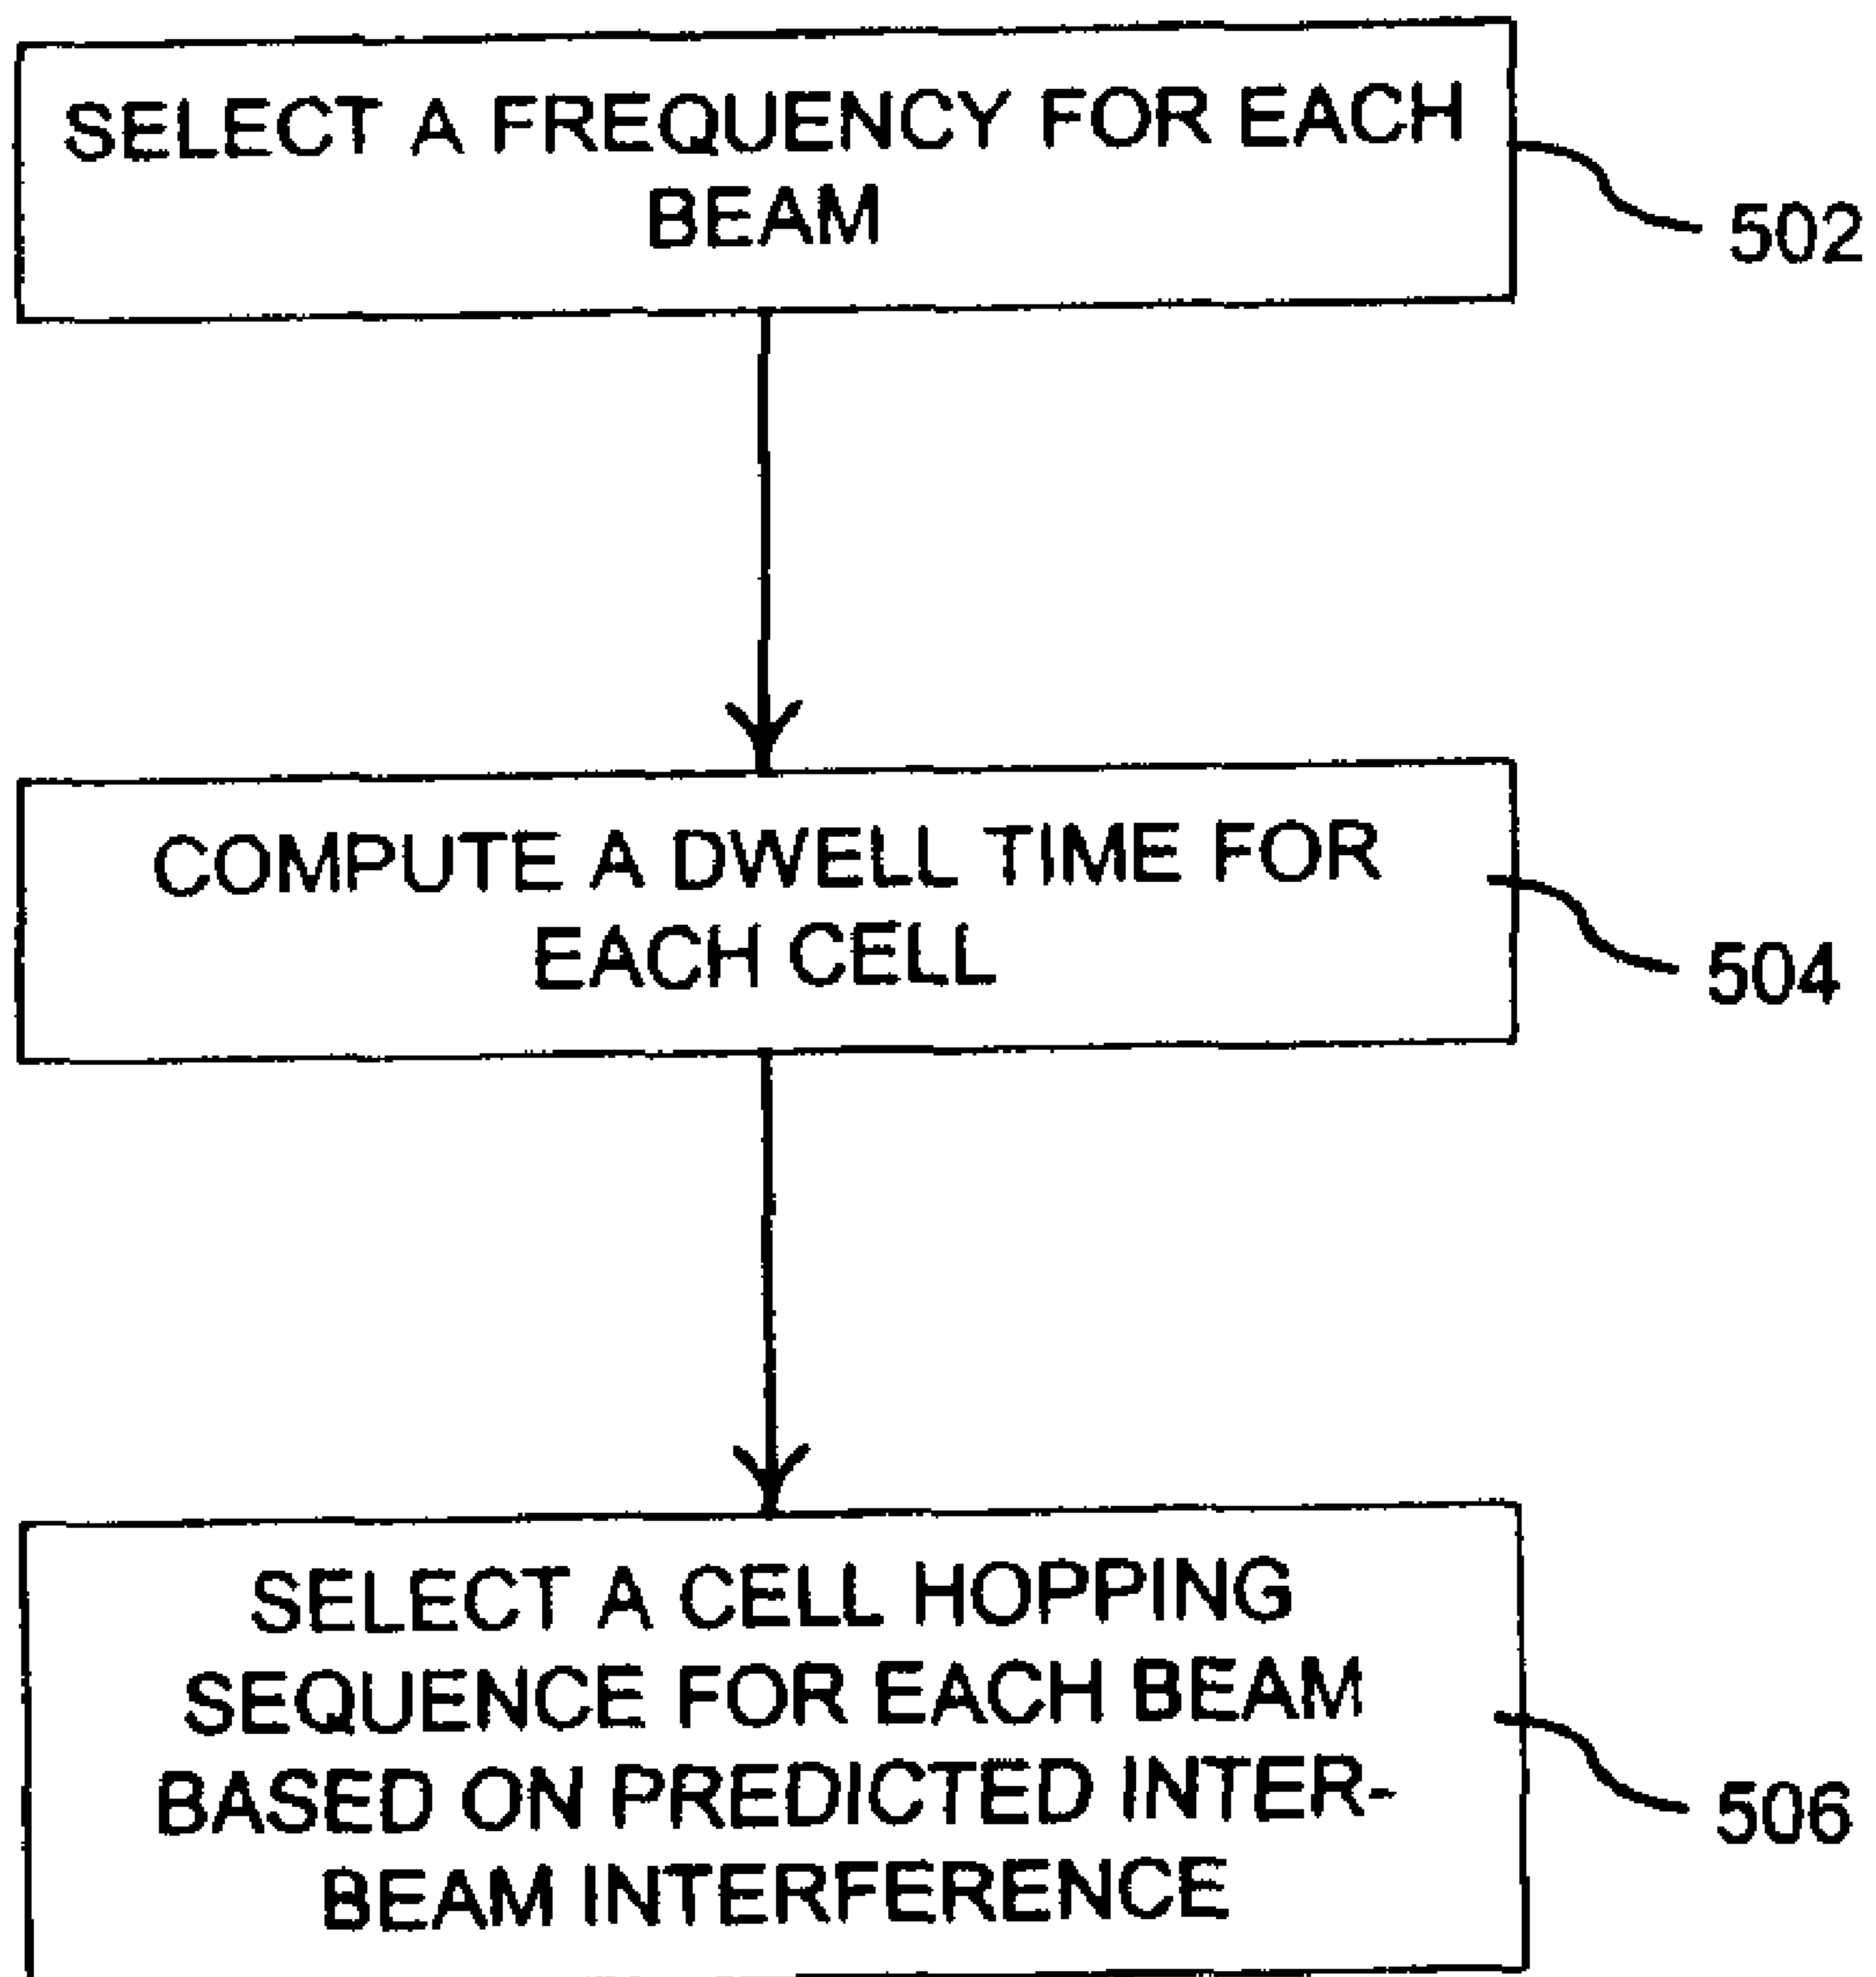 SELECT A FREQUENCY FOR EACH
BEAM
502
COMPUTE A DWELL TIME FOR
EACH CELL
504
SELECT A CELL HOPPING
SEQUENCE FOR EACH BEAM
BASED ON PREDICTED INTER-
BEAM INTERFERENCE
506